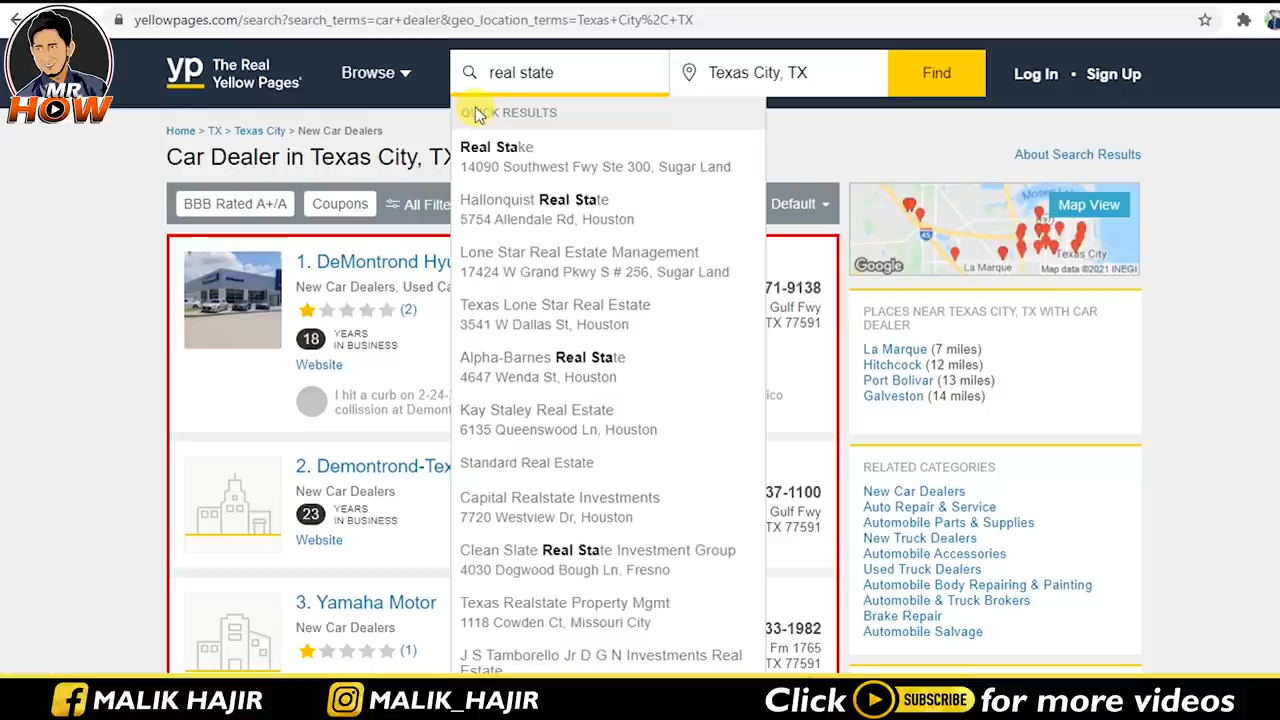 yellowpages.com/search?search_terms=car+dealer&geo_location_terms=Texas+City%2C+TX
MR
HOW
yp The Real Yellow Pages
Browse
real state
Texas City, TX
Find
Log In • Sign Up
QUICK RESULTS
Real Stake
14090 Southwest Fwy Ste 300, Sugar Land
Hallonquist Real State
5754 Allendale Rd, Houston
Lone Star Real Estate Management
17424 W Grand Pkwy S # 256, Sugar Land
Texas Lone Star Real Estate
3541 W Dallas St, Houston
Alpha-Barnes Real State
4647 Wenda St, Houston
Kay Staley Real Estate
6135 Queenswood Ln, Houston
Standard Real Estate
Capital Realstate Investments
7720 Westview Dr, Houston
Clean Slate Real State Investment Group
4030 Dogwood Bough Ln, Fresno
Texas Realstate Property Mgmt
1118 Cowden Ct, Missouri City
J S Tamborello Jr D G N Investments Real
Estate
Home > TX > Texas City > New Car Dealers
Car Dealer in Texas City, TX
About Search Results
BBB Rated A+/A
Coupons
All Filte
Default
1. DeMontrond Hyu
New Car Dealers, Used Ca
(2)
18 YEARS
IN BUSINESS
Website
I hit a curb on 2-24-
collission at Demont
71-9138
Gulf Fwy
TX 77591
ico
2. Demontrond-Tex
New Car Dealers
23 YEARS
IN BUSINESS
Website
37-1100
Gulf Fwy
TX 77591
3. Yamaha Motor
New Car Dealers
(1)
33-1982
Fm 1765
TX 77591
Map View
45
Texas City
La Marque
Google
Map data ©2021 INEGI
PLACES NEAR TEXAS CITY, TX WITH CAR
DEALER
La Marque (7 miles)
Hitchcock (12 miles)
Port Bolivar (13 miles)
Galveston (14 miles)
RELATED CATEGORIES
New Car Dealers
Auto Repair & Service
Automobile Parts & Supplies
New Truck Dealers
Automobile Accessories
Used Truck Dealers
Automobile Body Repairing & Painting
Automobile & Truck Brokers
Brake Repair
Automobile Salvage
MALIK HAJIR
MALIK_HAJIR
Click SUBSCRIBE for more videos